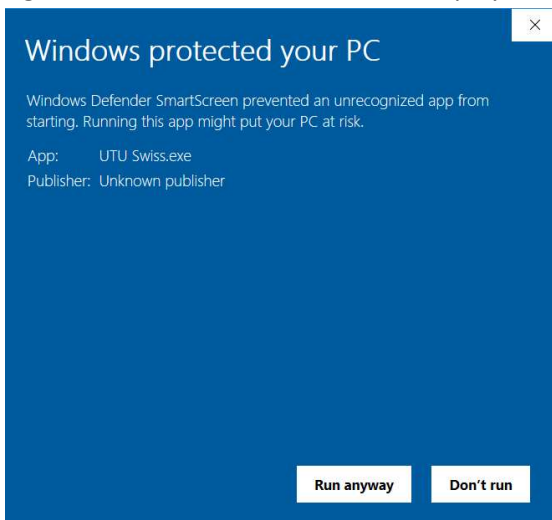 Windows protected your PC
Windows Defender SmartScreen prevented an unrecognized app from
starting. Running this app might put your PC at risk.
App: UTU Swiss.exe
Publisher: Unknown publisher
Run anyway Don't run